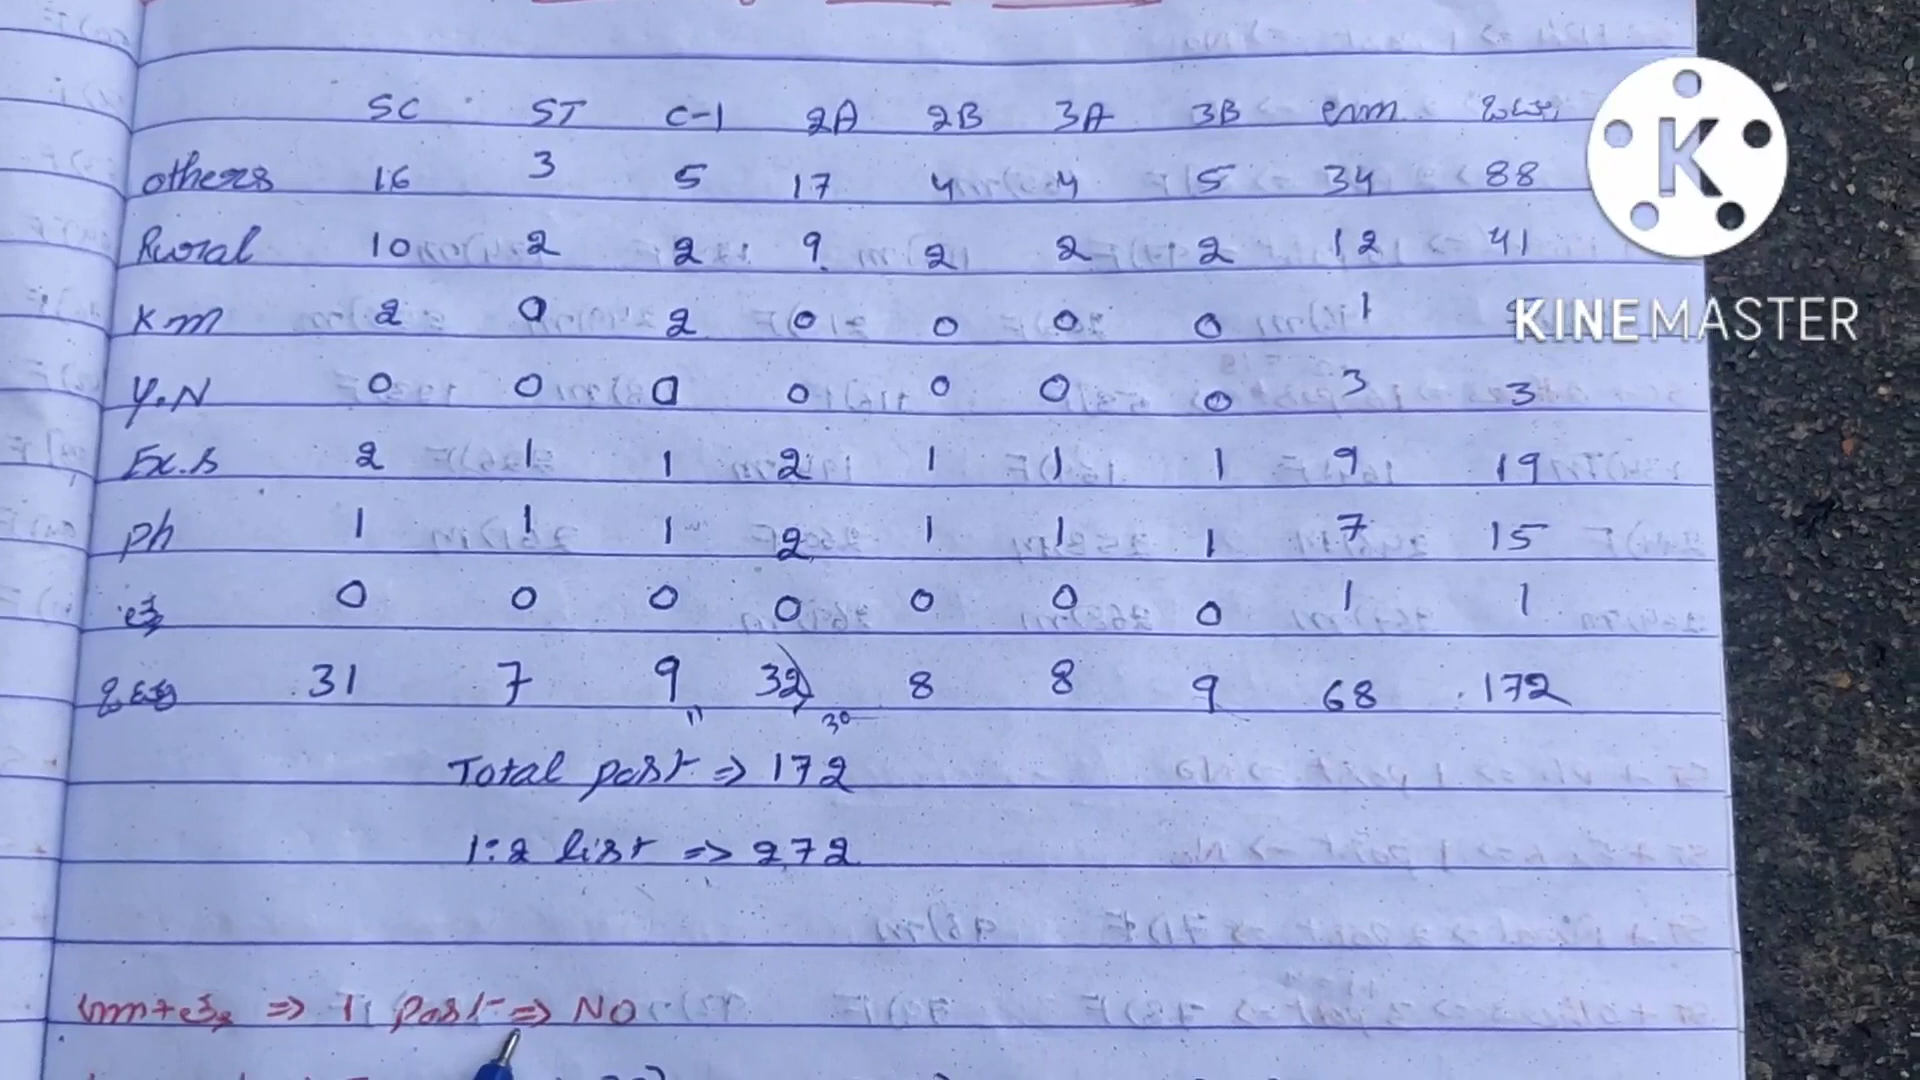 SC ST C-1 2A 2B 3A 3B GM ಒಟ್ಟು
others 16 3 5 17 4 4 5 34 88
Rural 10 2 2 9 2 2 2 12 41
K m 2 0 2 0 0 0 0 1
Y.N 0 0 0 0 0 0 0 3 3
Ex.s 2 1 1 2 1 1 1 9 19
ph 1 1 1 2 1 1 1 7 15
0 0 0 0 0 0 0 1 1
ಒಟ್ಟು 31 7 9 32 8 8 9 68 172
11 30
Total post => 172
1:2 list => 272
=> 1 Post => NO
KINEMASTER